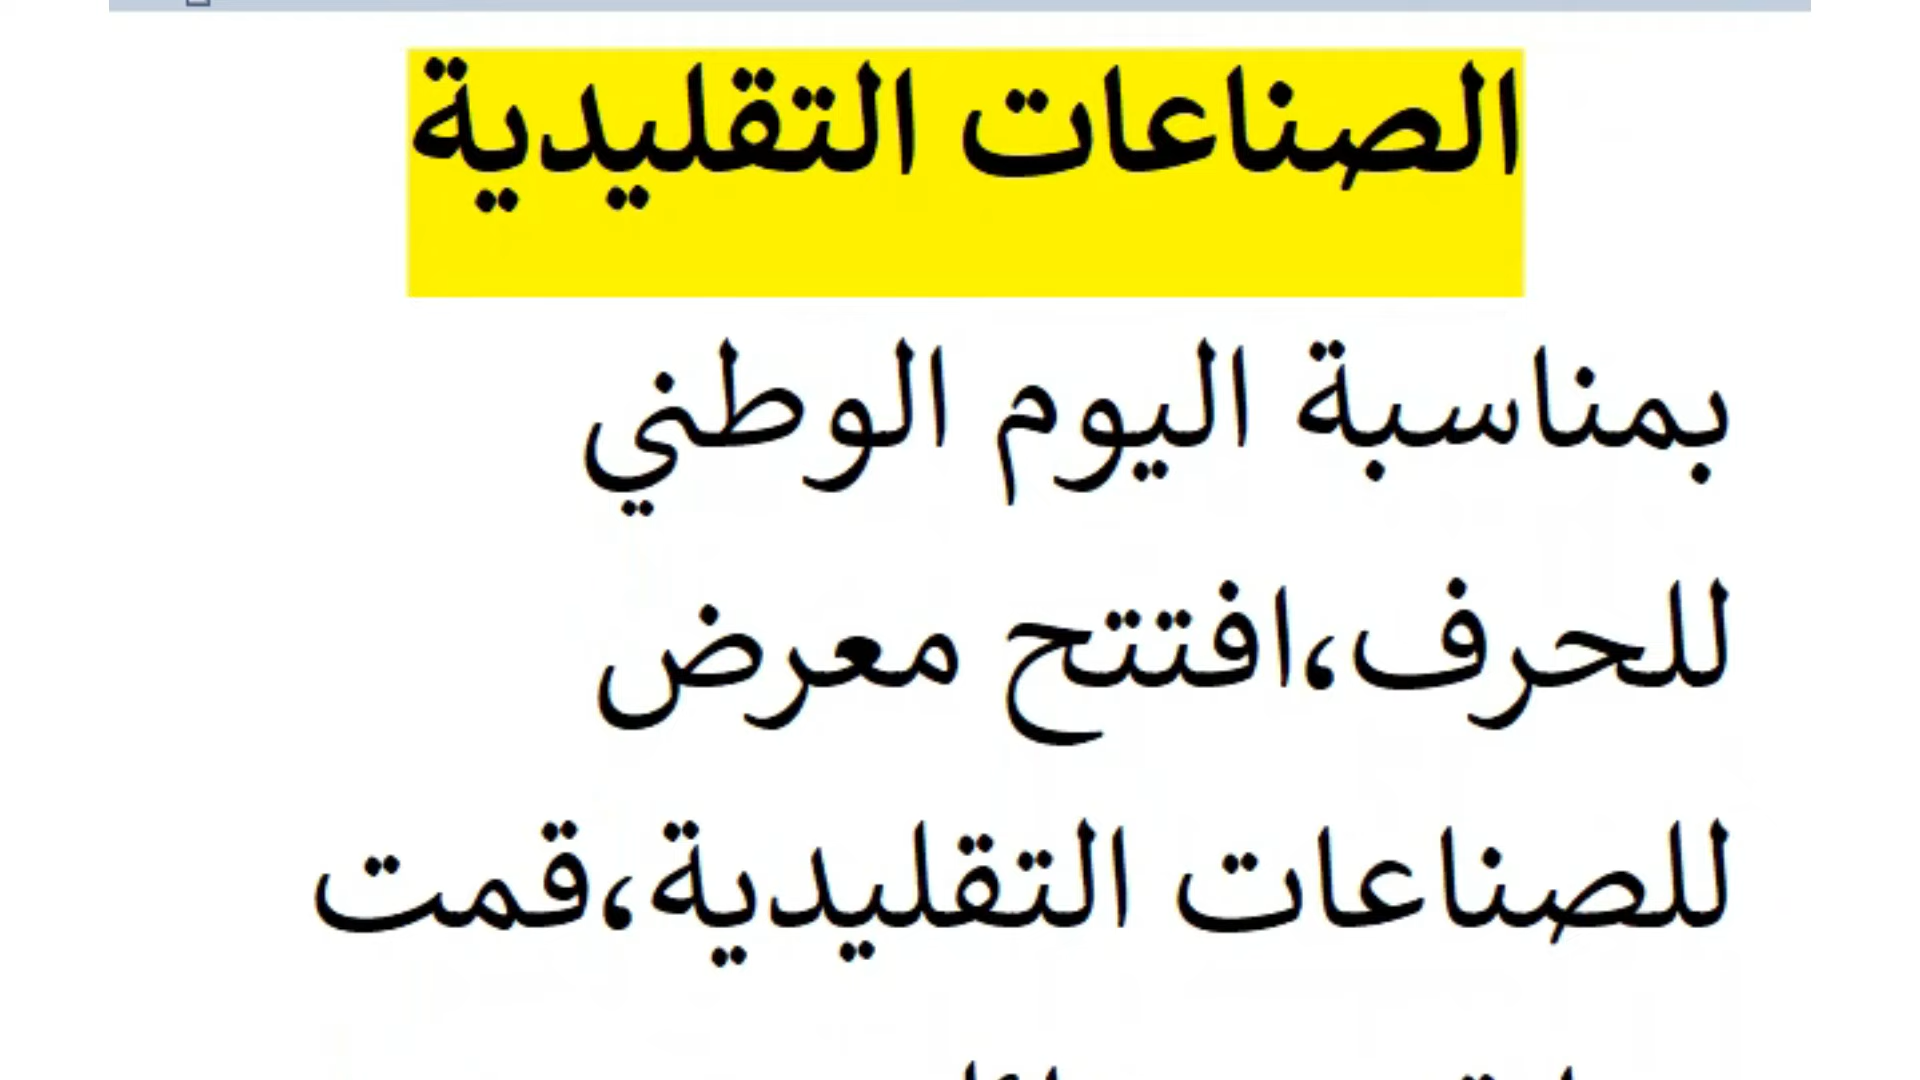 الصناعات التقليدية
بمناسبة اليوم الوطني
للحرف،افتتح معرض
للصناعات التقليدية،قمت